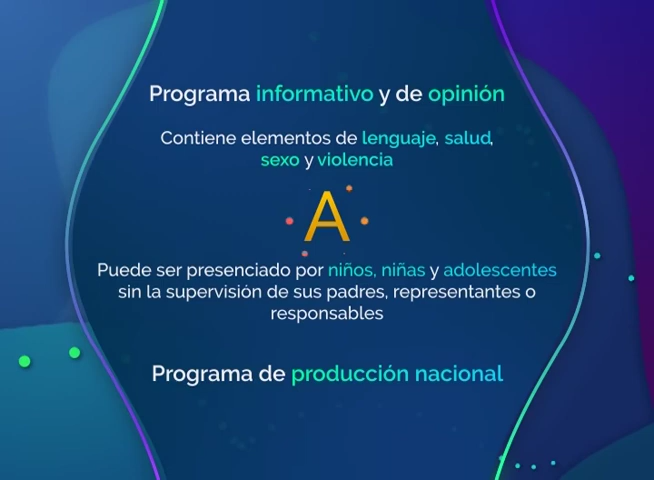 Programa informativo y de opinión
Contiene elementos de lenguaje, salud,
sexo y violencia
A
Puede ser presenciado por niños, niñas y adolescentes
sin la supervisión de sus padres, representantes o
responsables
Programa de producción nacional